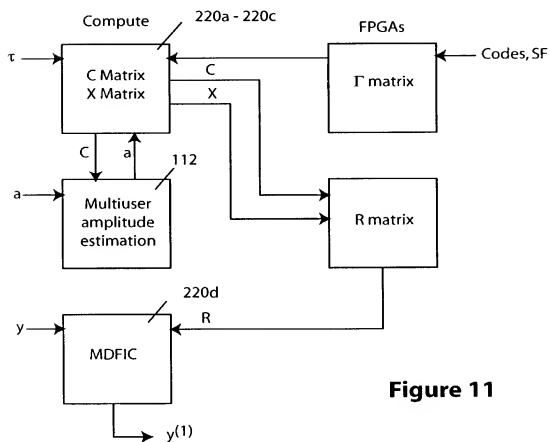 220a - 220c
Compute
FPGAs
τ
C Matrix
X Matrix
C
X
Γ matrix
Codes, SF
C
a
112
a
Multiuser
amplitude
estimation
R matrix
220d
y
MDFIC
R
y(1)
Figure 11